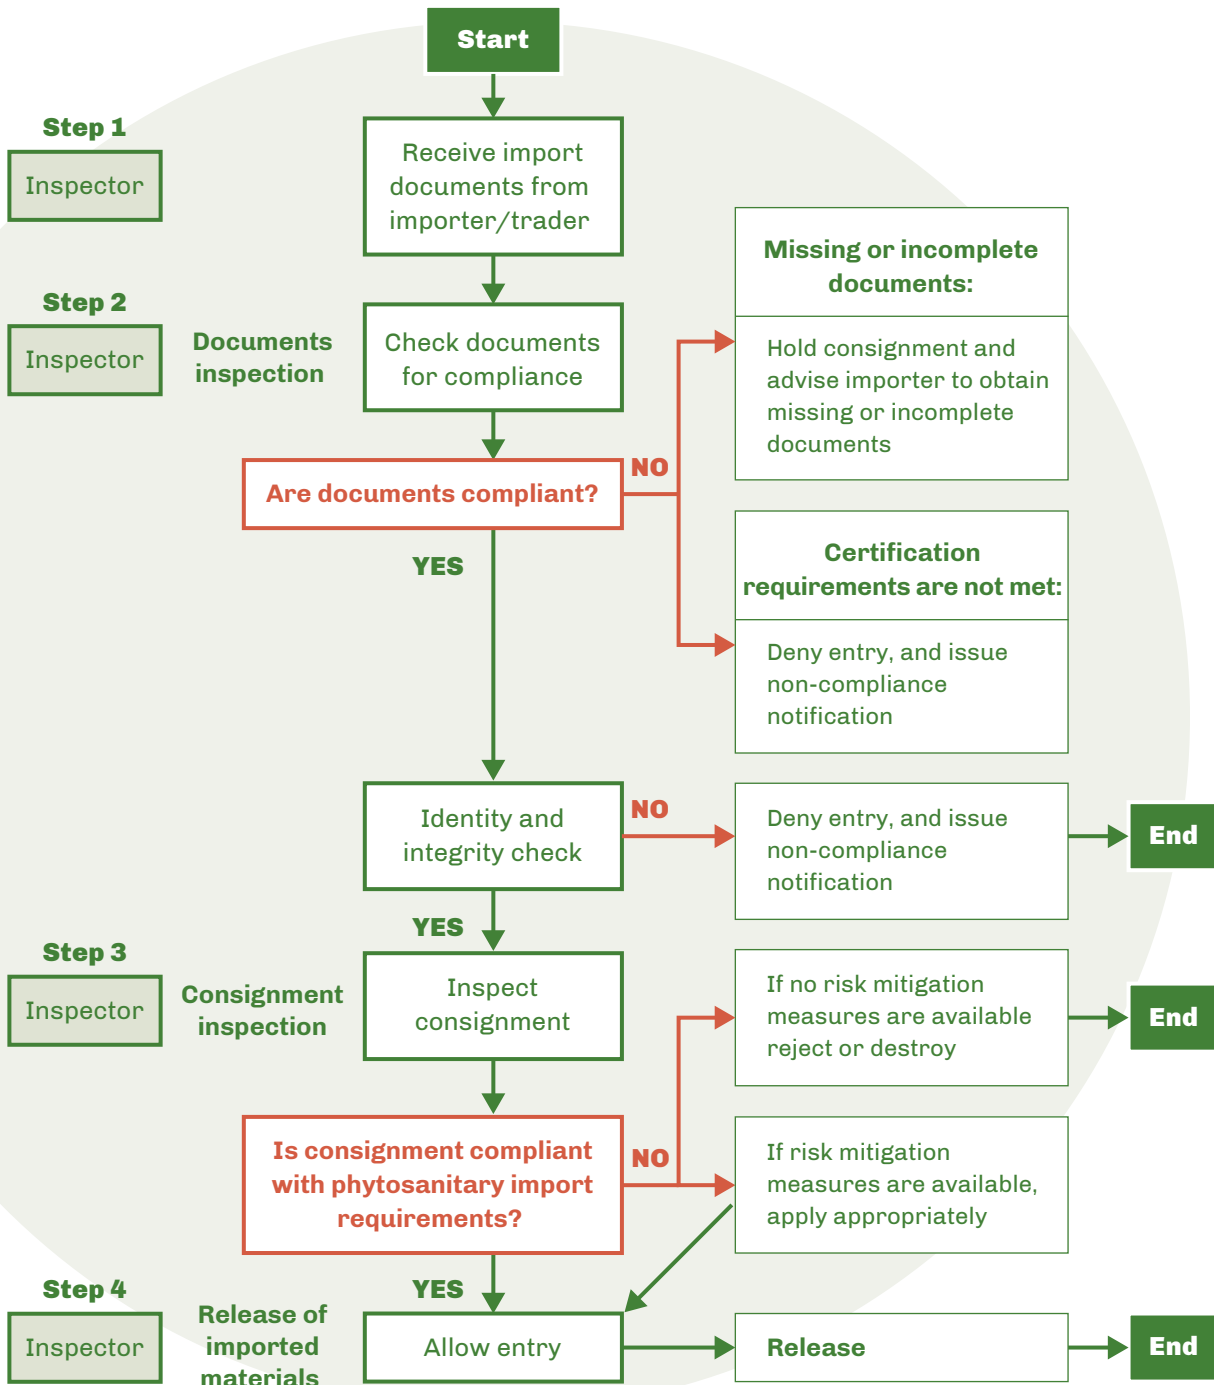 Start
Step 1
Inspector
Receive import
documents from
importer/trader
Step 2
Inspector
Documents
inspection
Check documents
for compliance
Missing or incomplete
documents:
Hold consignment and
advise importer to obtain
missing or incomplete
documents
Are documents compliant?
NO
YES
Certification
requirements are not met:
Deny entry, and issue
non-compliance
notification
Identity and
integrity check
NO
Deny entry, and issue
non-compliance
notification
End
YES
Step 3
Inspector
Consignment
inspection
Inspect
consignment
If no risk mitigation
measures are available
reject or destroy
End
Is consignment compliant
with phytosanitary import
requirements?
NO
If risk mitigation
measures are available,
apply appropriately
YES
Step 4
Inspector
Release of
imported
materials
Allow entry
Release
End